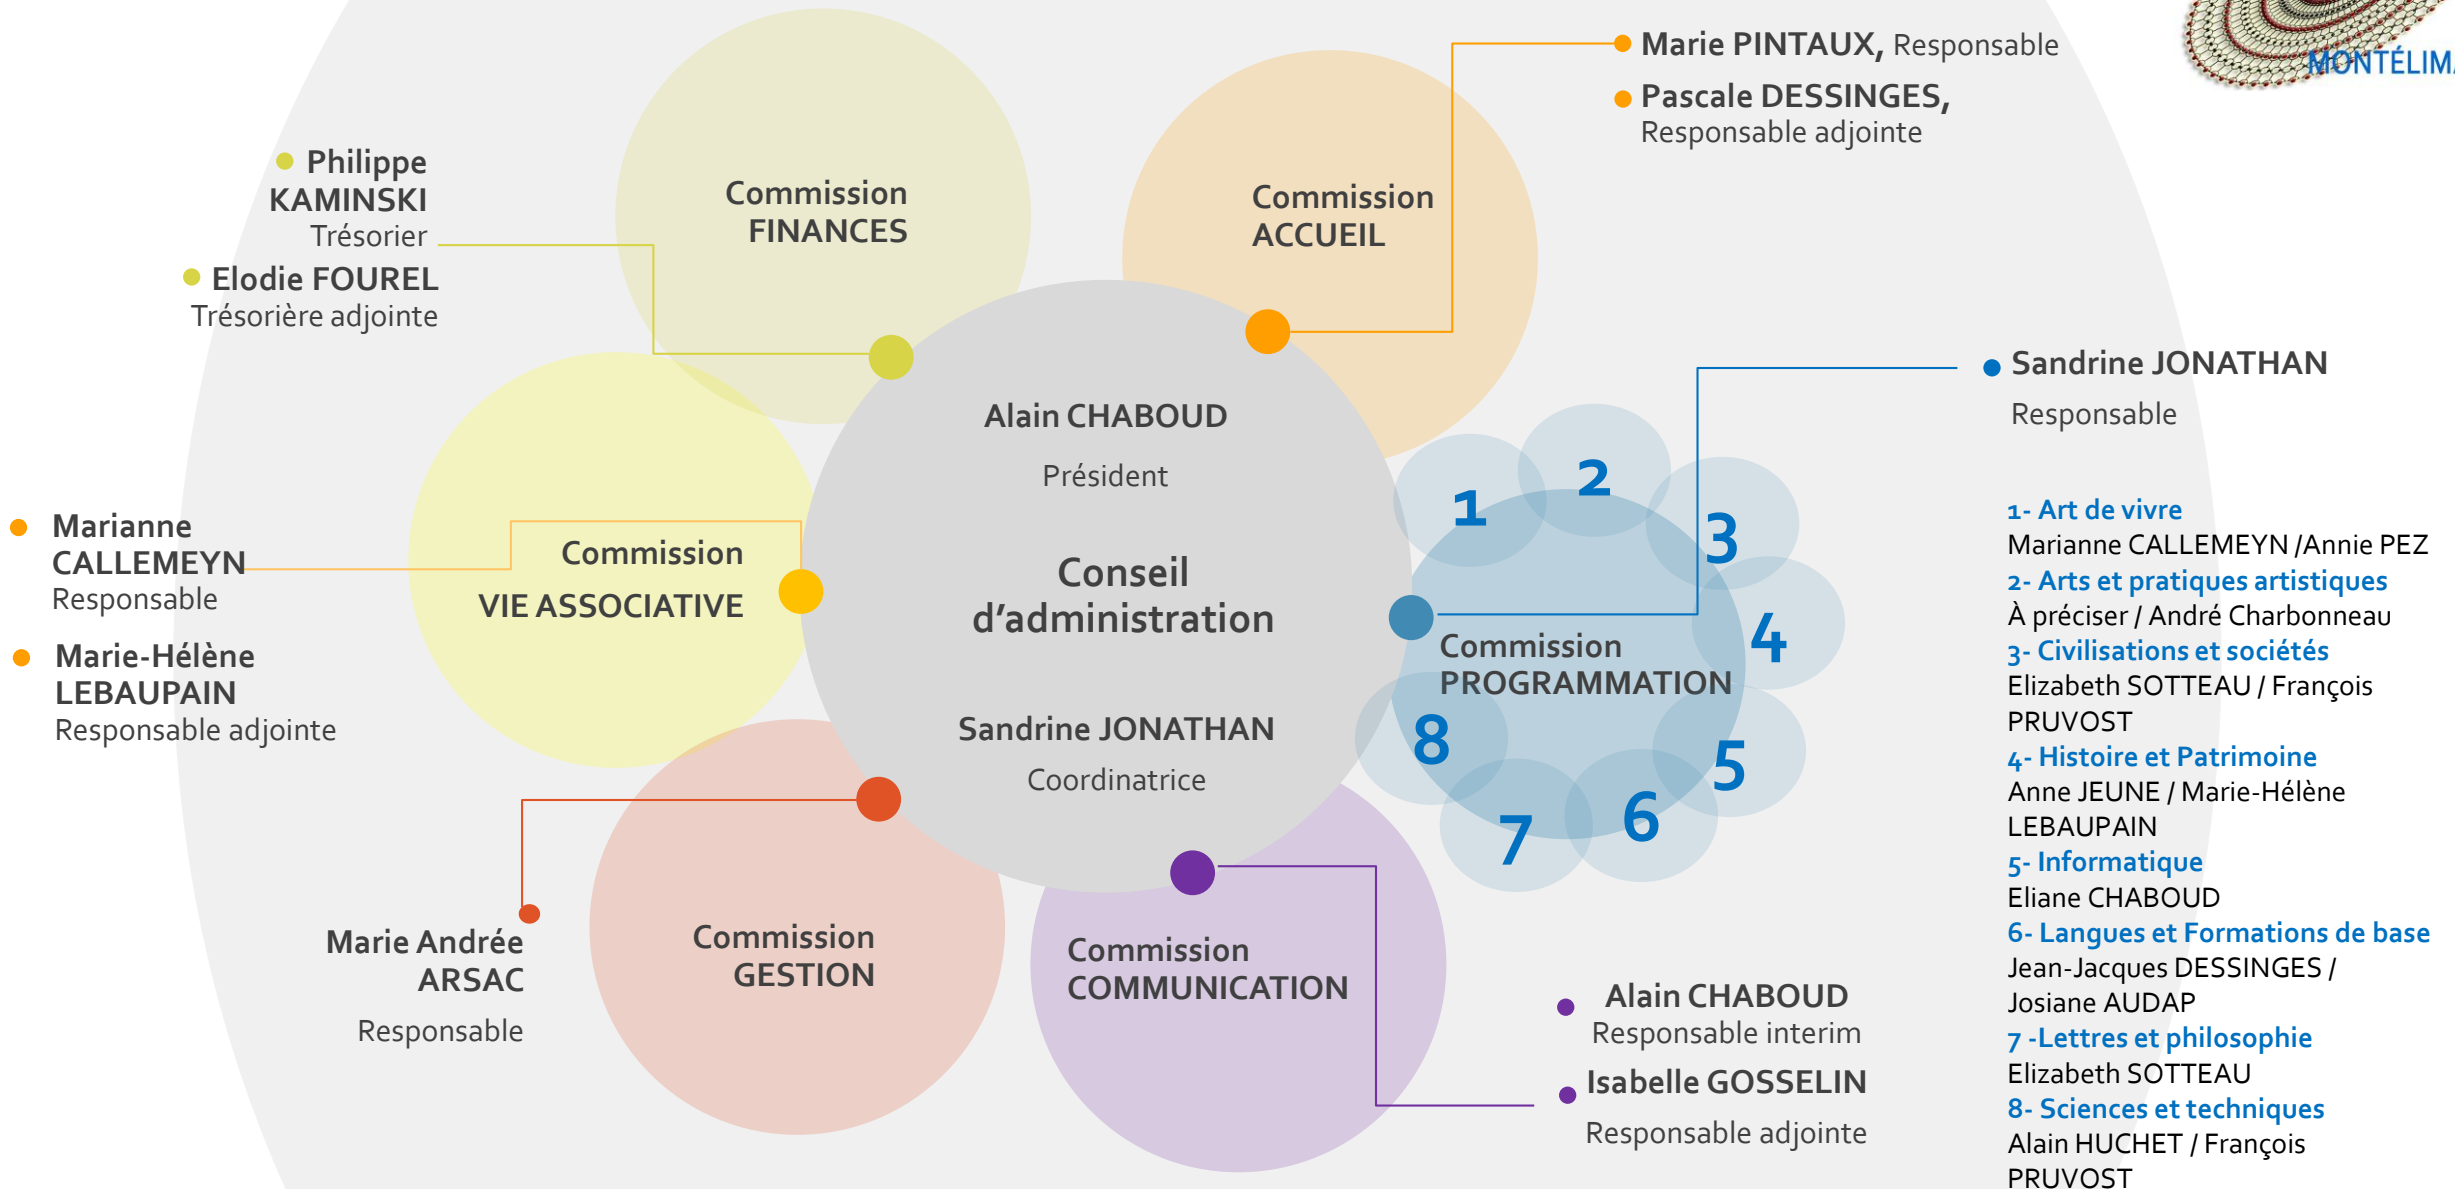 MONTÉLIMA
Marie PINTAUX, Responsable
Pascale DESSINGES,
Responsable adjointe
Philippe
KAMINSKI
Trésorier
Elodie FOUREL
Trésorière adjointe
Commission
FINANCES
Commission
ACCUEIL
Alain CHABOUD
Président
Conseil
d'administration
Sandrine JONATHAN
Coordinatrice
Marianne
CALLEMEYN
Responsable
Marie-Hélène
LEBAUPAIN
Responsable adjointe
Commission
VIE ASSOCIATIVE
Commission
PROGRAMMATION
1
2
3
4
5
6
7
8
Sandrine JONATHAN
Responsable
1- Art de vivre
Marianne CALLEMEYN /Annie PEZ
2- Arts et pratiques artistiques
À préciser / André Charbonneau
3- Civilisations et sociétés
Elizabeth SOTTEAU / François
PRUVOST
4- Histoire et Patrimoine
Anne JEUNE / Marie-Hélène
LEBAUPAIN
5- Informatique
Eliane CHABOUD
6- Langues et Formations de base
Jean-Jacques DESSINGES /
Josiane AUDAP
7 -Lettres et philosophie
Elizabeth SOTTEAU
8- Sciences et techniques
Alain HUCHET / François
PRUVOST
Marie Andrée
ARSAC
Responsable
Commission
GESTION
Commission
COMMUNICATION
Alain CHABOUD
Responsable interim
Isabelle GOSSELIN
Responsable adjointe